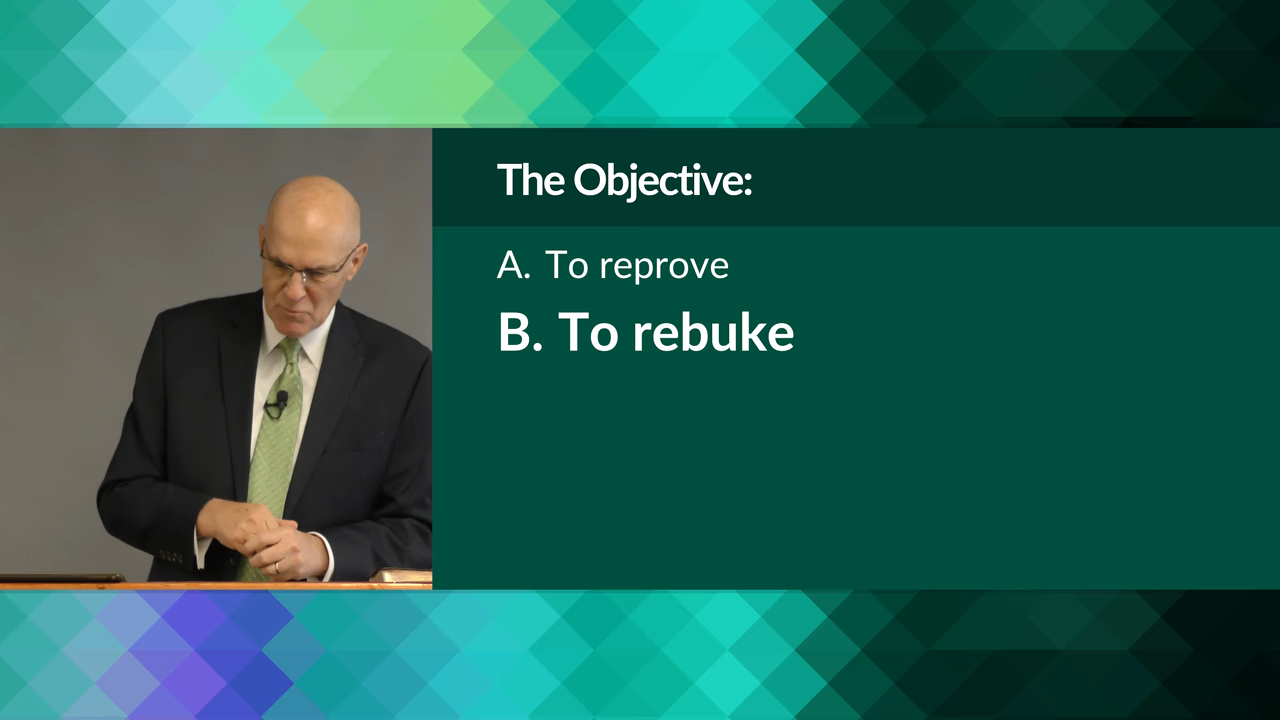 The Objective:
A. To reprove
B. To rebuke